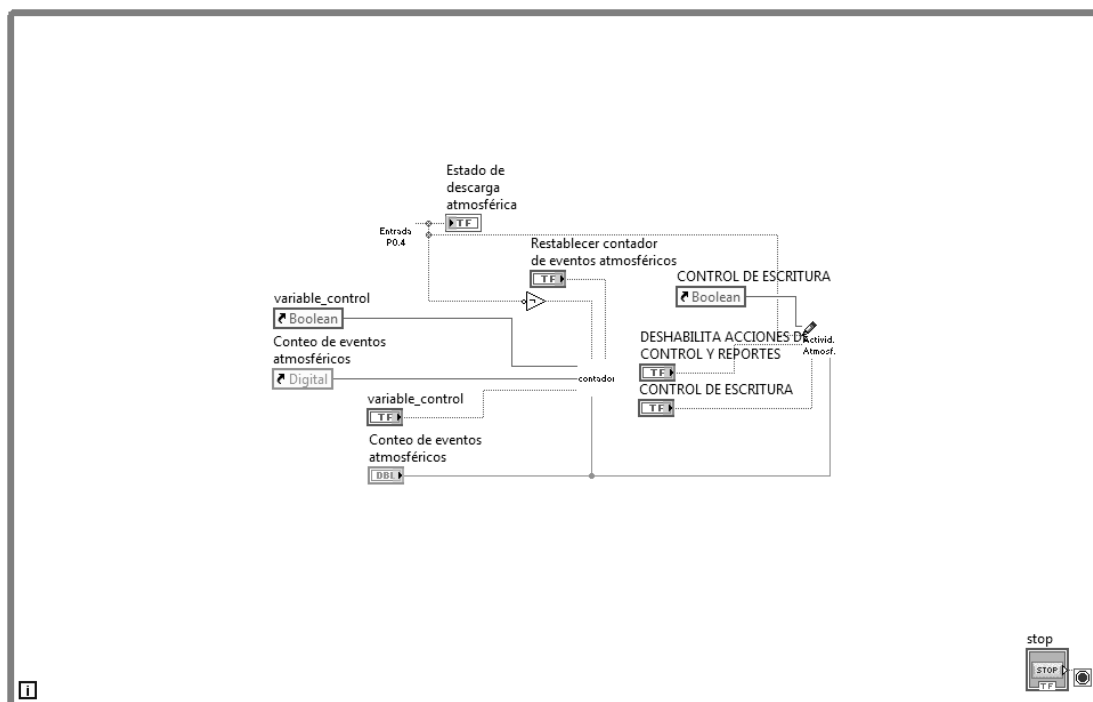 Estado de
descarga
atmosférica
TF
Entrada
P0.4
Restablecer contador
de eventos atmosféricos
TF
CONTROL DE ESCRITURA
Boolean
variable_control
Boolean
Conteo de eventos
atmosféricos
Digital
DESHABILITA ACCIONES DE
CONTROL Y REPORTES
TF
Activid.
Atmosf.
contador
CONTROL DE ESCRITURA
TF
variable_control
TF
Conteo de eventos
atmosféricos
DBL
stop
STOP
TF
i